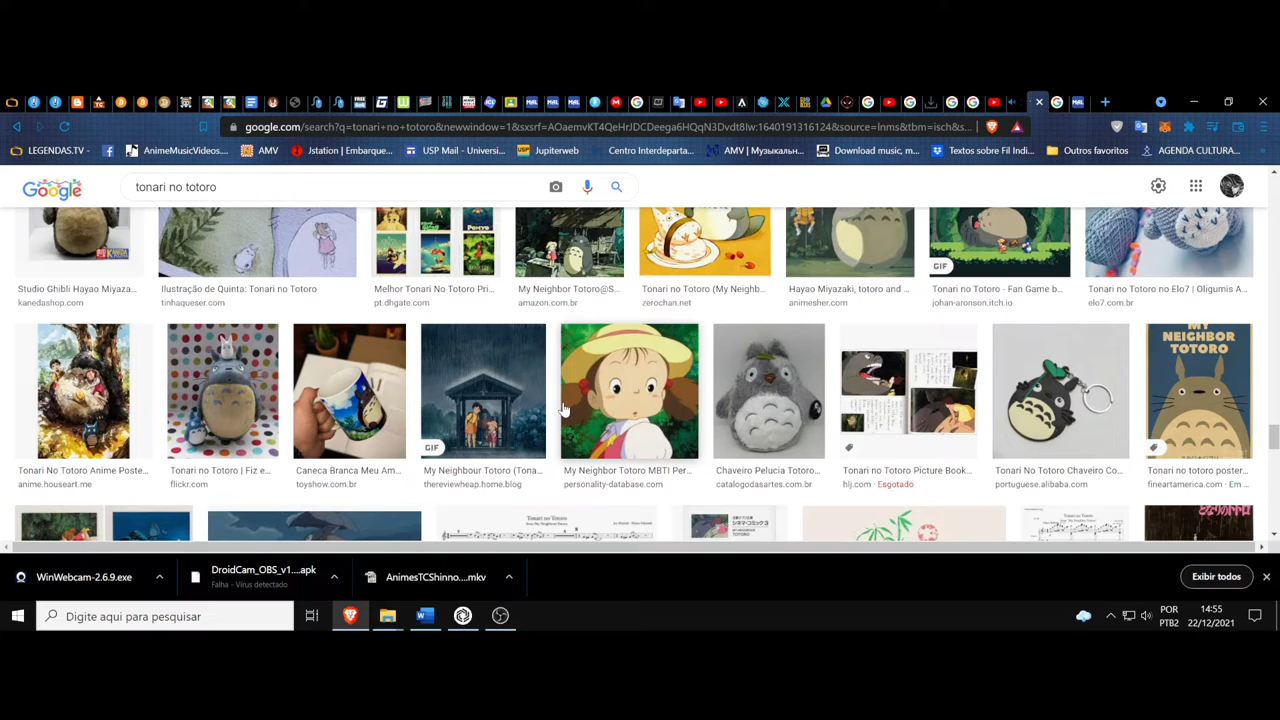 google.com/search?q=tonari+no+totoro&newwindow=1&sxsrf=AOaemvKT4QeHrJDCDeega6HQqN3Dvdt8lw:1640191316124&source=lnms&tbm=isch&s...
LEGENDAS.TV - AnimeMusicVideos.... AMV Jstation | Embarque... USP Mail - Universi... Jupiterweb Centro Interdeparta... AMV | Музыкальн... Download music, m... Textos sobre Fil Indi... Outros favoritos AGENDA CULTURA...
Google tonari no totoro
GIF
Studio Ghibli Hayao Miyaza... Ilustração de Quinta: Tonari no Totoro Melhor Tonari No Totoro Pri... My Neighbor Totoro@S... Tonari no Totoro (My Neighb... Hayao Miyazaki, totoro and ... Tonari no Totoro - Fan Game b... Tonari no Totoro no Elo7 | Oligumis A...
kanedashop.com tinhaqueser.com pt.dhgate.com amazon.com.br zerochan.net animesher.com johan-aronson.itch.io elo7.com.br
MY
NEIGHBOR
TOTORO
GIF
Tonari No Totoro Anime Poste... Tonari no Totoro | Fiz e... Caneca Branca Meu Am... My Neighbour Totoro (Tona... My Neighbor Totoro MBTI Per... Chaveiro Pelucia Totoro... Tonari no Totoro Picture Book... Tonari No Totoro Chaveiro Co... Tonari no totoro poster...
anime.houseart.me flickr.com toyshow.com.br thereviewheap.home.blog personality-database.com catalogodasartes.com.br hlj.com · Esgotado portuguese.alibaba.com fineartamerica.com · Em ...
Tonari no Totoro
WinWebcam-2.6.9.exe DroidCam_OBS_v1....apk AnimesTCShinno....mkv Exibir todos
Falha - Vírus detectado
Digite aqui para pesquisar
POR 14:55
PTB2 22/12/2021